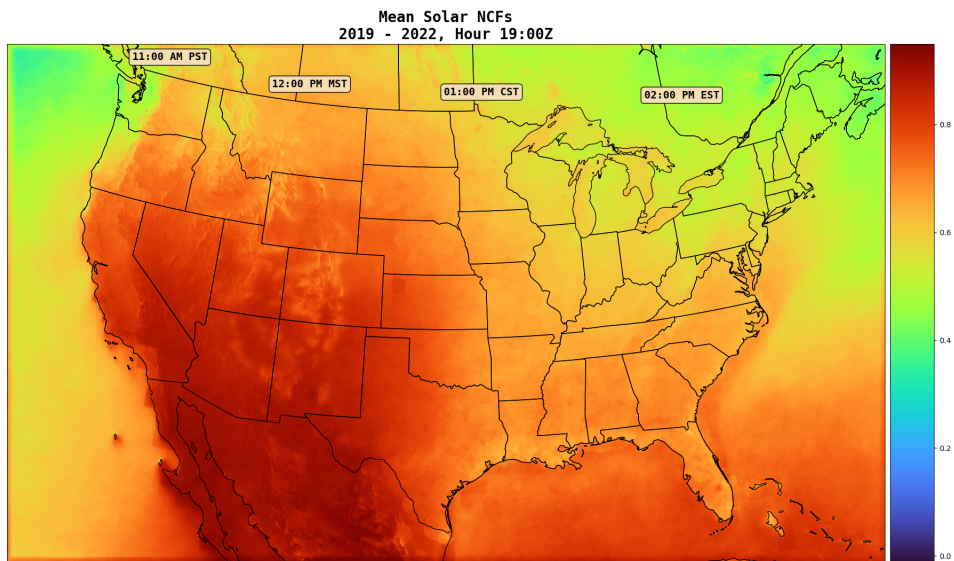 Mean Solar NCFs
2019 - 2022, Hour 19:00Z
11:00 AM PST
12:00 PM MST
01:00 PM CST
02:00 PM EST
0.8
0.6
0.4
0.2
0.0